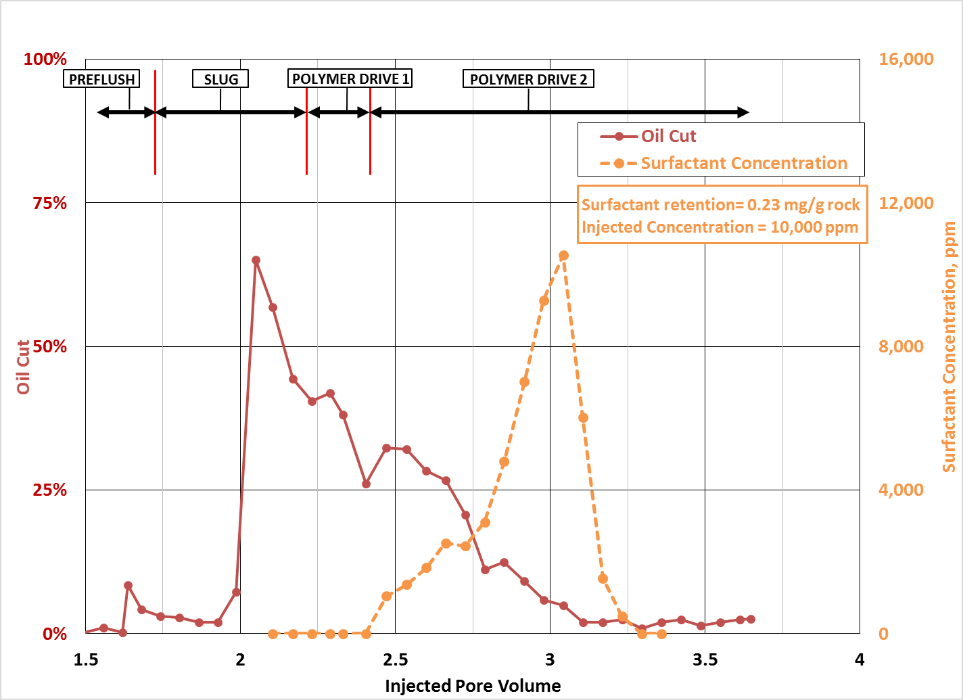 100%
16,000
PREFLUSH
SLUG
POLYMER DRIVE 1
POLYMER DRIVE 2
Oil Cut
Surfactant Concentration
Surfactant retention= 0.23 mg/g rock
Injected Concentration = 10,000 ppm
75%
12,000
50%
8,000
25%
4,000
0%
0
Oil Cut
Surfactant Concentration, ppm
1.5
2
2.5
3
3.5
4
Injected Pore Volume